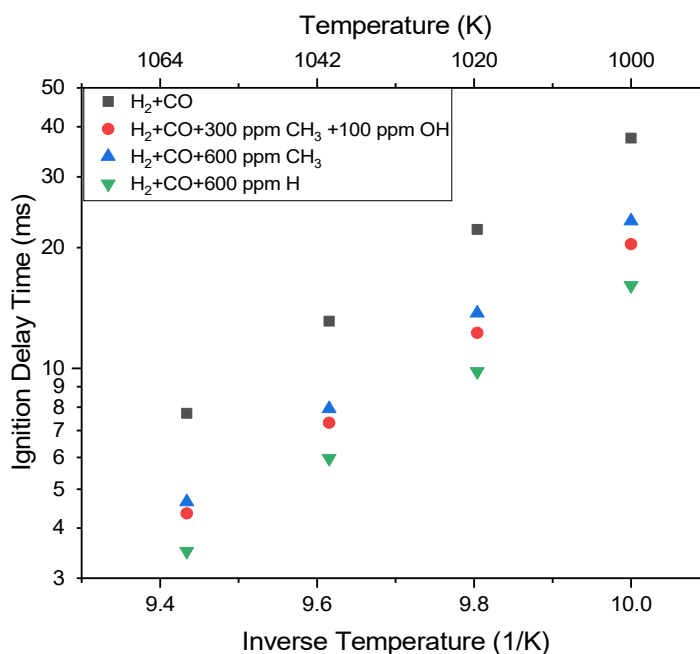 Temperature (K)
1064 1042 1020 1000
50
40
30
20
10
9
8
7
6
5
4
3
Ignition Delay Time (ms)
H₂+CO
H₂+CO+300 ppm CH₃ +100 ppm OH
H₂+CO+600 ppm CH₃
H₂+CO+600 ppm H
9.4 9.6 9.8 10.0
Inverse Temperature (1/K)